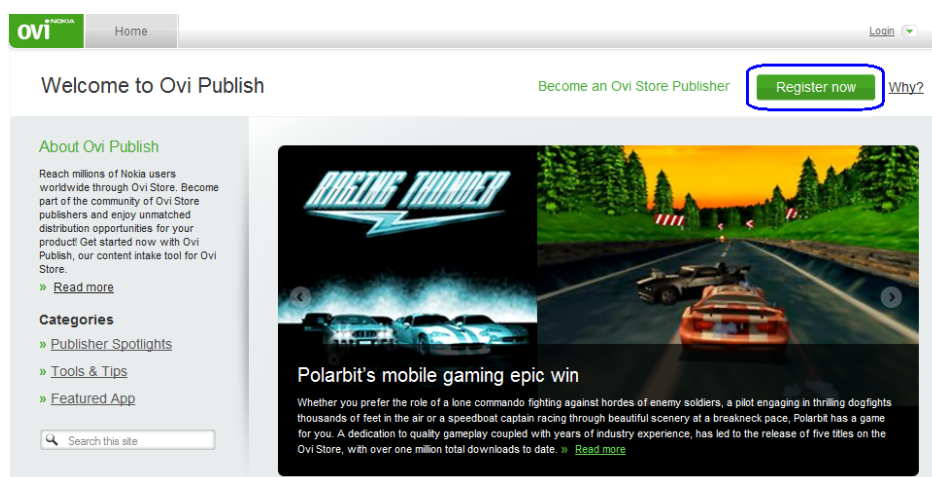 ovi NOKIA
Home
Login
Welcome to Ovi Publish
Become an Ovi Store Publisher
Register now
Why?
About Ovi Publish
Reach millions of Nokia users
worldwide through Ovi Store. Become
part of the community of Ovi Store
publishers and enjoy unmatched
distribution opportunities for your
product! Get started now with Ovi
Publish, our content intake tool for Ovi
Store.
» Read more
Categories
» Publisher Spotlights
» Tools & Tips
» Featured App
Search this site
RAGING THUNDER
Polarbit's mobile gaming epic win
Whether you prefer the role of a lone commando fighting against hordes of enemy soldiers, a pilot engaging in thrilling dogfights
thousands of feet in the air or a speedboat captain racing through beautiful scenery at a breakneck pace, Polarbit has a game
for you. A dedication to quality gameplay coupled with years of industry experience, has led to the release of five titles on the
Ovi Store, with over one million total downloads to date. » Read more